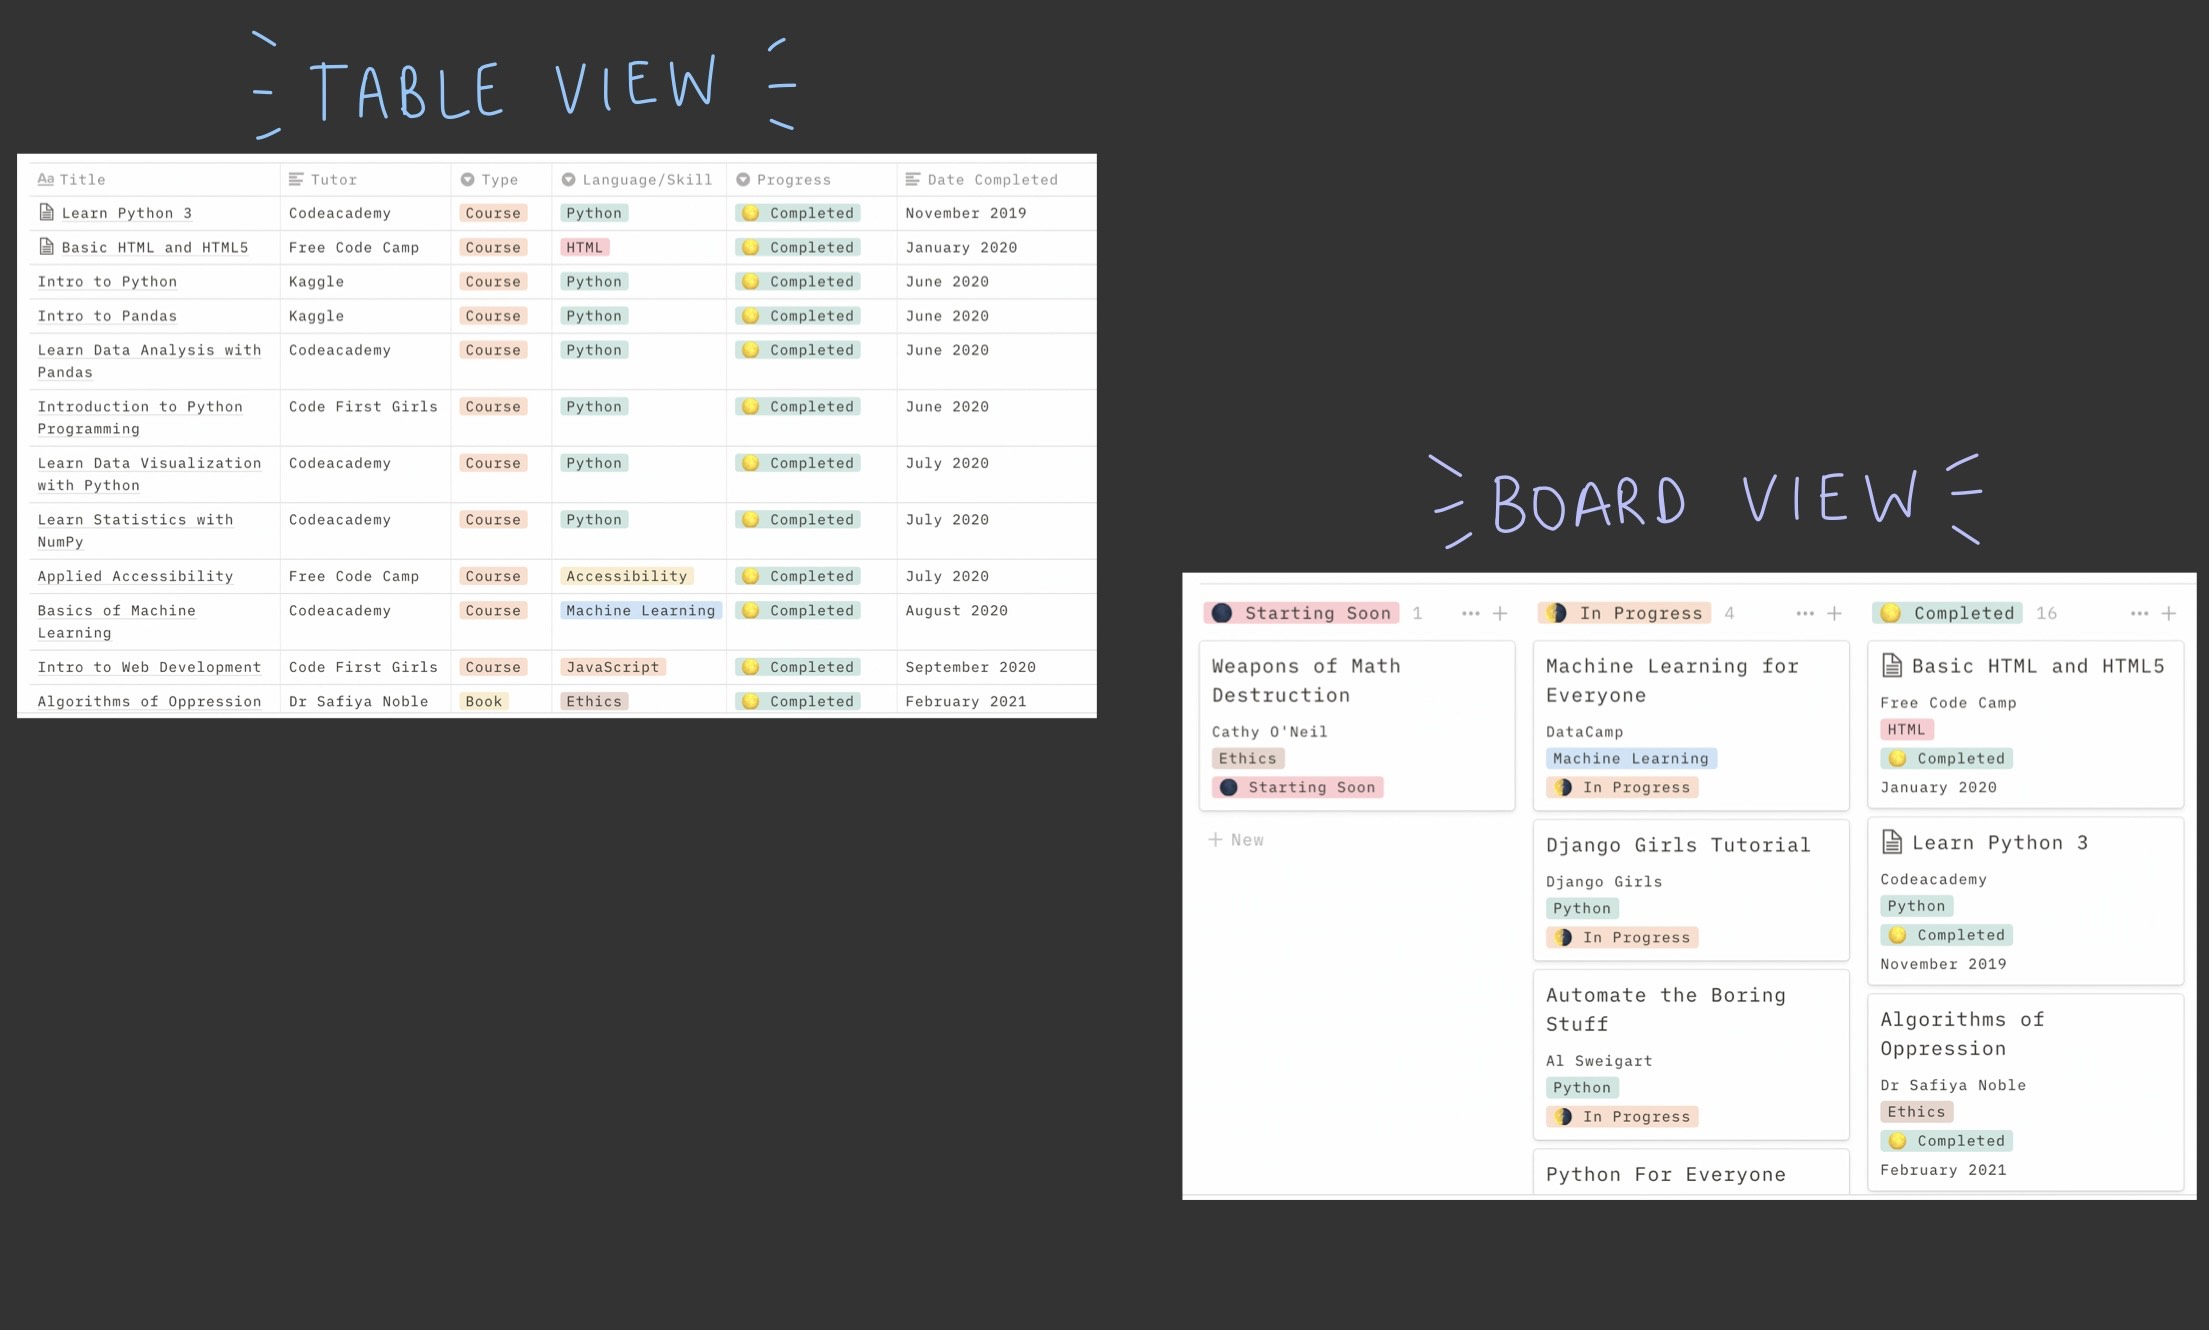 TABLE VIEW
Aa Title Tutor Type Language/Skill Progress Date Completed
Learn Python 3 Codeacademy Course Python Completed November 2019
Basic HTML and HTML5 Free Code Camp Course HTML Completed January 2020
Intro to Python Kaggle Course Python Completed June 2020
Intro to Pandas Kaggle Course Python Completed June 2020
Learn Data Analysis with Codeacademy Course Python Completed June 2020
Pandas
Introduction to Python Code First Girls Course Python Completed June 2020
Programming
Learn Data Visualization Codeacademy Course Python Completed July 2020
with Python
Learn Statistics with Codeacademy Course Python Completed July 2020
NumPy
Applied Accessibility Free Code Camp Course Accessibility Completed July 2020
Basics of Machine Codeacademy Course Machine Learning Completed August 2020
Learning
Intro to Web Development Code First Girls Course JavaScript Completed September 2020
Algorithms of Oppression Dr Safiya Noble Book Ethics Completed February 2021
BOARD VIEW
Starting Soon 1 ... +
Weapons of Math
Destruction
Cathy O'Neil
Ethics
Starting Soon
+ New
In Progress 4 ... +
Machine Learning for
Everyone
DataCamp
Machine Learning
In Progress
Django Girls Tutorial
Django Girls
Python
In Progress
Automate the Boring
Stuff
Al Sweigart
Python
In Progress
Python For Everyone
Completed 16 ... +
Basic HTML and HTML5
Free Code Camp
HTML
Completed
January 2020
Learn Python 3
Codeacademy
Python
Completed
November 2019
Algorithms of
Oppression
Dr Safiya Noble
Ethics
Completed
February 2021